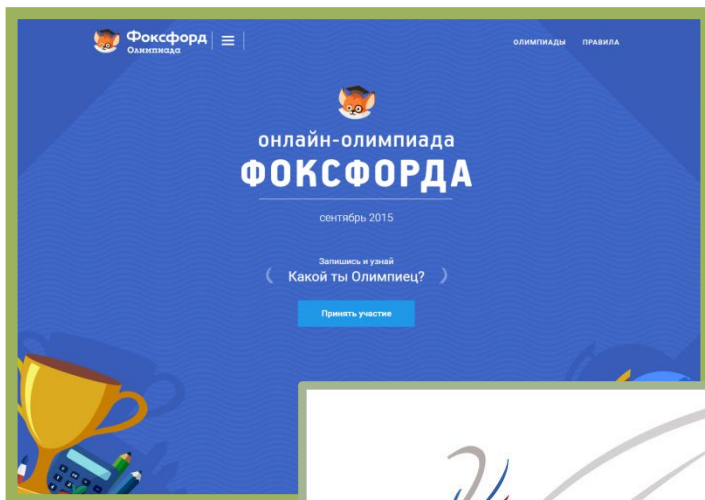 Фоксфорд
Олимпиада
ОЛИМПИАДЫ ПРАВИЛА
онлайн-олимпиада
ФОКСФОРДА
сентябрь 2015
Запишись и узнай
Какой ты Олимпиец?
Принять участие